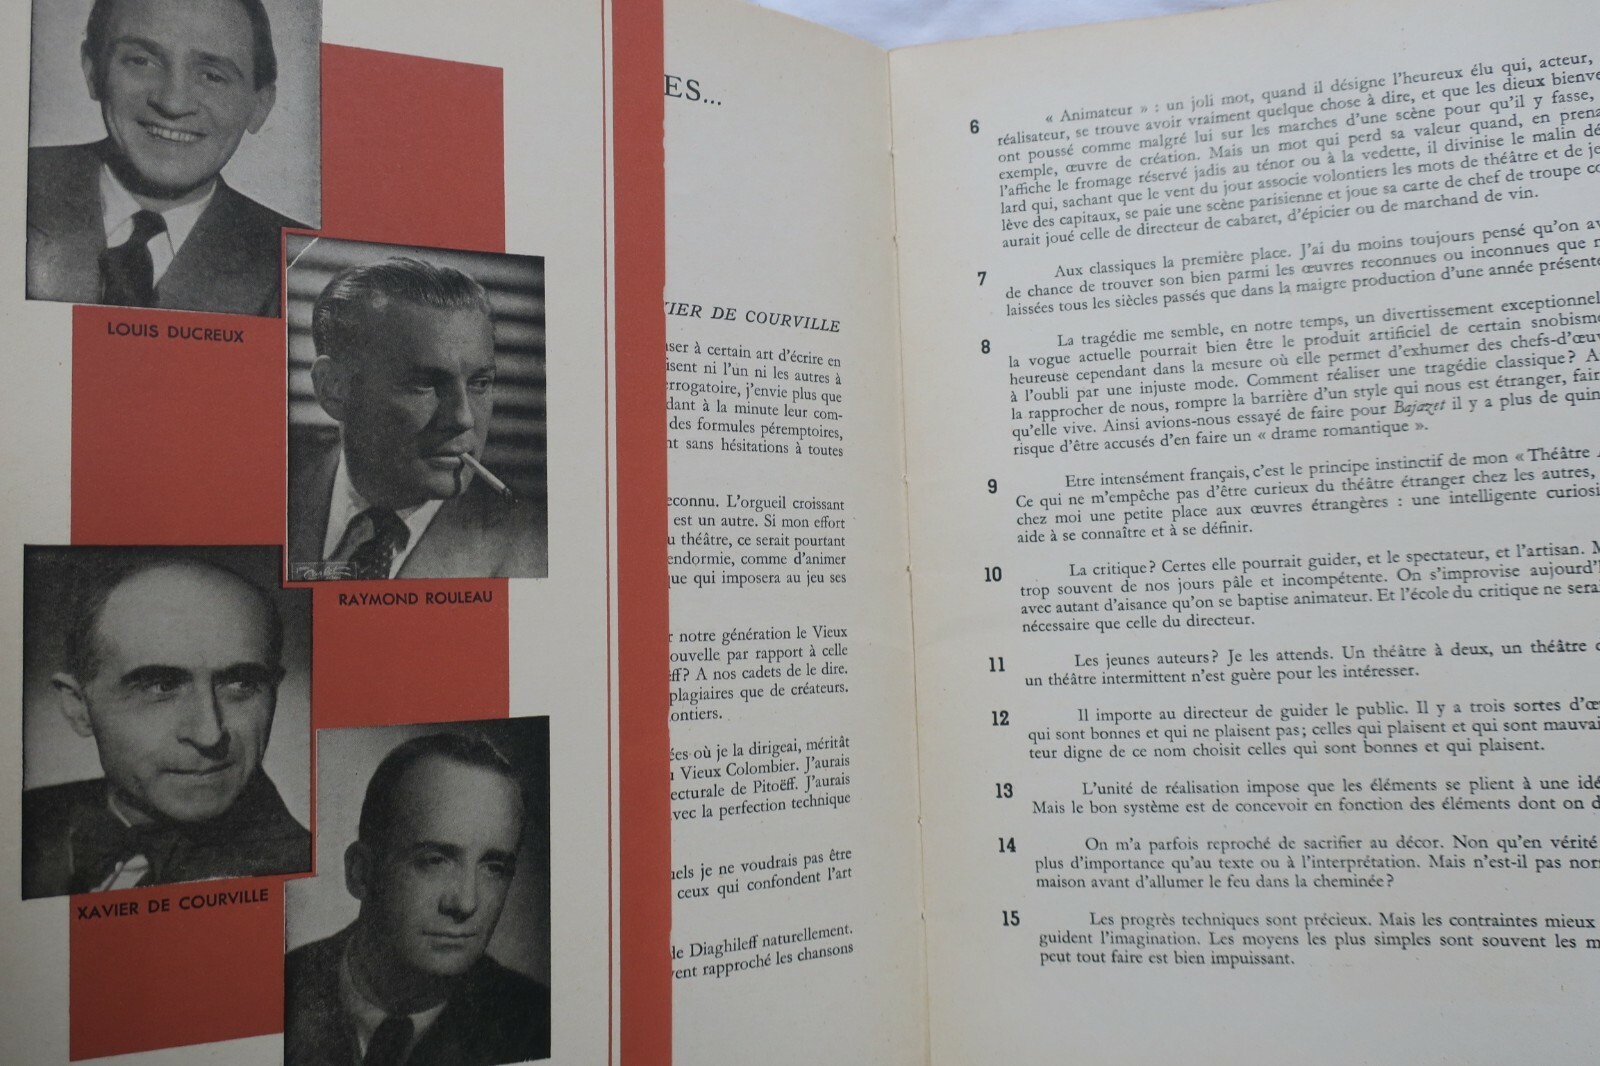 LOUIS DUCREUX
RAYMOND ROULEAU
XAVIER DE COURVILLE
ES...
IER DE COURVILLE
ser à certain art d'écrire en
isent ni l'un ni les autres à
rrogatoire, j'envie plus que
dant à la minute leur com-
des formules péremptoires,
nt sans hésitations à toutes
econnu. L'orgueil croissant
est un autre. Si mon effort
u théâtre, ce serait pourtant
endormie, comme d'animer
que qui imposera au jeu ses
r notre génération le Vieux
ouvelle par rapport à celle
ff? A nos cadets de le dire.
plagiaires que de créateurs.
ontiers.
ées où je la dirigeai, méritât
u Vieux Colombier. J'aurais
ecturale de Pitoëff. J'aurais
vec la perfection technique
iels je ne voudrais pas être
ceux qui confondent l'art
de Diaghileff naturellement.
vent rapproché les chansons
6 « Animateur » : un joli mot, quand il désigne l'heureux élu qui, acteur,
réalisateur, se trouve avoir vraiment quelque chose à dire, et que les dieux bienve
ont poussé comme malgré lui sur les marches d'une scène pour qu'il y fasse,
exemple, œuvre de création. Mais un mot qui perd sa valeur quand, en prena
l'affiche le fromage réservé jadis au ténor ou à la vedette, il divinise le malin dé
lard qui, sachant que le vent du jour associe volontiers les mots de théâtre et de je
lève des capitaux, se paie une scène parisienne et joue sa carte de chef de troupe co
aurait joué celle de directeur de cabaret, d'épicier ou de marchand de vin.
7 Aux classiques la première place. J'ai du moins toujours pensé qu'on av
de chance de trouver son bien parmi les œuvres reconnues ou inconnues que n
laissées tous les siècles passés que dans la maigre production d'une année présente
8 La tragédie me semble, en notre temps, un divertissement exceptionnel
la vogue actuelle pourrait bien être le produit artificiel de certain snobisme
heureuse cependant dans la mesure où elle permet d'exhumer des chefs-d'œuv
à l'oubli par une injuste mode. Comment réaliser une tragédie classique? A
la rapprocher de nous, rompre la barrière d'un style qui nous est étranger, fair
qu'elle vive. Ainsi avions-nous essayé de faire pour Bajazet il y a plus de quin
risque d'être accusés d'en faire un « drame romantique ».
9 Etre intensément français, c'est le principe instinctif de mon « Théâtre A
Ce qui ne m'empêche pas d'être curieux du théâtre étranger chez les autres,
chez moi une petite place aux œuvres étrangères : une intelligente curiosi
aide à se connaître et à se définir.
10 La critique? Certes elle pourrait guider, et le spectateur, et l'artisan. M
trop souvent de nos jours pâle et incompétente. On s'improvise aujourd'h
avec autant d'aisance qu'on se baptise animateur. Et l'école du critique ne serai
nécessaire que celle du directeur.
11 Les jeunes auteurs? Je les attends. Un théâtre à deux, un théâtre
un théâtre intermittent n'est guère pour les intéresser.
12 Il importe au directeur de guider le public. Il y a trois sortes d'œu
qui sont bonnes et qui ne plaisent pas; celles qui plaisent et qui sont mauvai
teur digne de ce nom choisit celles qui sont bonnes et qui plaisent.
13 L'unité de réalisation impose que les éléments se plient à une idé
Mais le bon système est de concevoir en fonction des éléments dont on d
14 On m'a parfois reproché de sacrifier au décor. Non qu'en vérité
plus d'importance qu'au texte ou à l'interprétation. Mais n'est-il pas nor
maison avant d'allumer le feu dans la cheminée?
15 Les progrès techniques sont précieux. Mais les contraintes mieux
guident l'imagination. Les moyens les plus simples sont souvent les m
peut tout faire est bien impuissant.